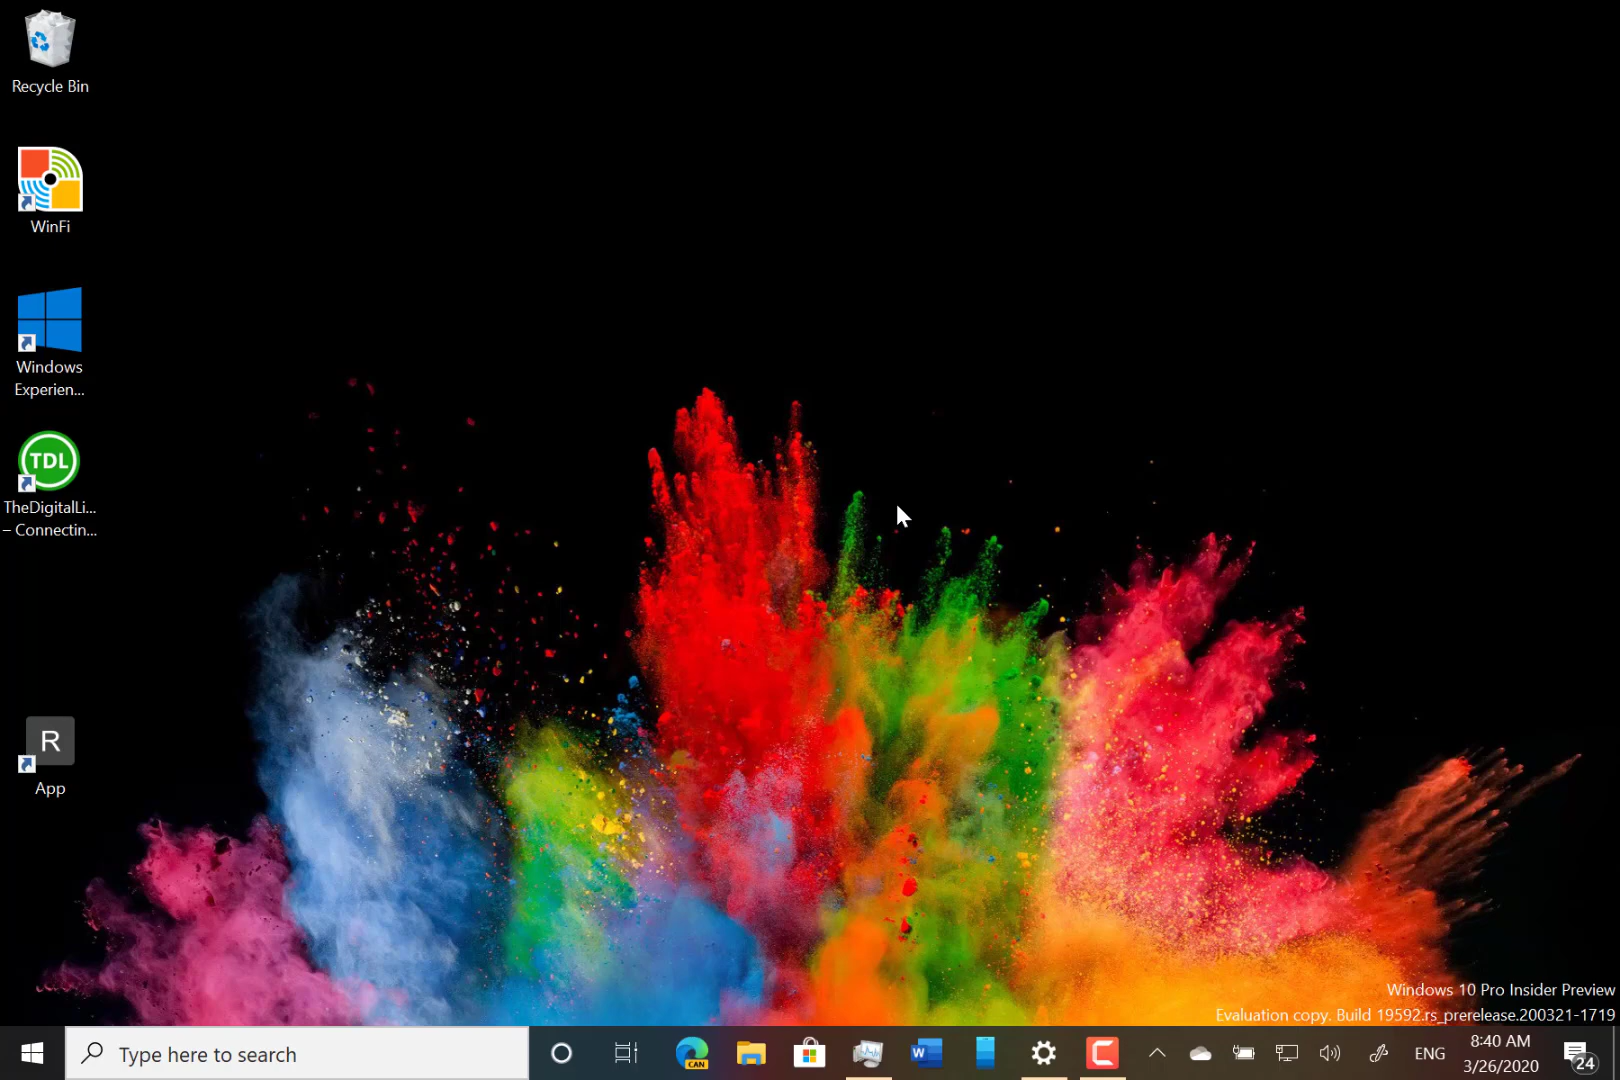 Recycle Bin
WinFi
Windows
Experien...
TDL
TheDigitalLi...
– Connectin...
R
App
Windows 10 Pro Insider Preview
Evaluation copy. Build 19592.rs_prerelease.200321-1719
Type here to search
CAN
W
ENG
8:40 AM
3/26/2020
24